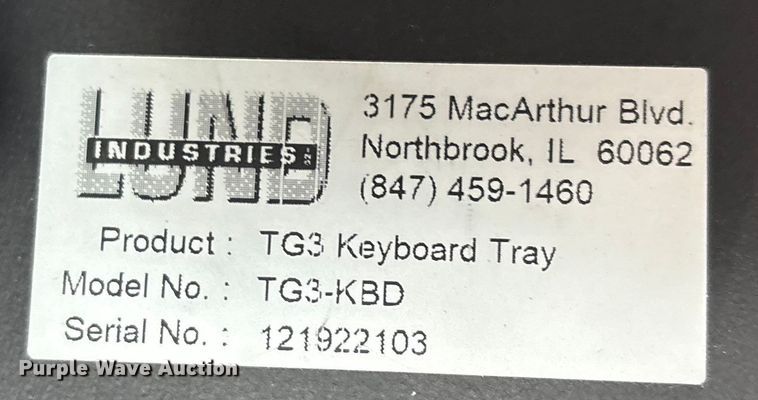 LUND
INDUSTRIES
3175 MacArthur Blvd.
Northbrook, IL 60062
(847) 459-1460
Product : TG3 Keyboard Tray
Model No. : TG3-KBD
Serial No. : 121922103
Purple Wave Auction